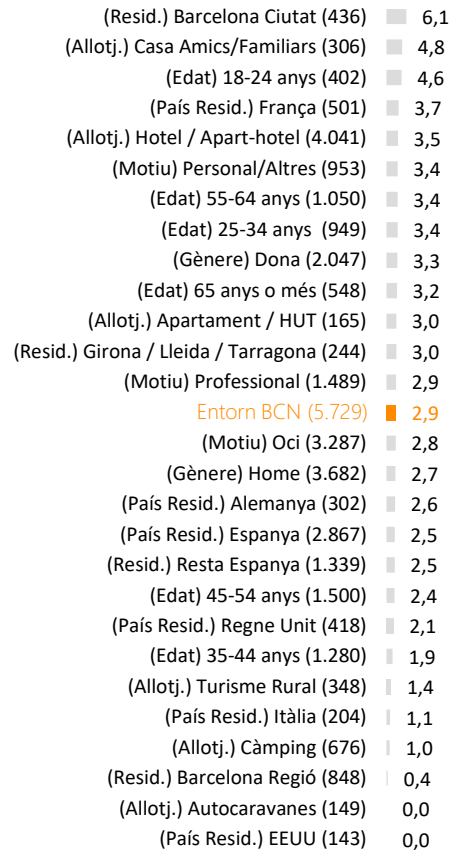 (Resid.) Barcelona Ciutat (436) 6,1
(Allotj.) Casa Amics/Familiars (306) 4,8
(Edat) 18-24 anys (402) 4,6
(País Resid.) França (501) 3,7
(Allotj.) Hotel / Apart-hotel (4.041) 3,5
(Motiu) Personal/Altres (953) 3,4
(Edat) 55-64 anys (1.050) 3,4
(Edat) 25-34 anys (949) 3,4
(Gènere) Dona (2.047) 3,3
(Edat) 65 anys o més (548) 3,2
(Allotj.) Apartament / HUT (165) 3,0
(Resid.) Girona / Lleida / Tarragona (244) 3,0
(Motiu) Professional (1.489) 2,9
Entorn BCN (5.729) 2,9
(Motiu) Oci (3.287) 2,8
(Gènere) Home (3.682) 2,7
(País Resid.) Alemanya (302) 2,6
(País Resid.) Espanya (2.867) 2,5
(Resid.) Resta Espanya (1.339) 2,5
(Edat) 45-54 anys (1.500) 2,4
(País Resid.) Regne Unit (418) 2,1
(Edat) 35-44 anys (1.280) 1,9
(Allotj.) Turisme Rural (348) 1,4
(País Resid.) Itàlia (204) 1,1
(Allotj.) Càmping (676) 1,0
(Resid.) Barcelona Regió (848) 0,4
(Allotj.) Autocaravanes (149) 0,0
(País Resid.) EEUU (143) 0,0